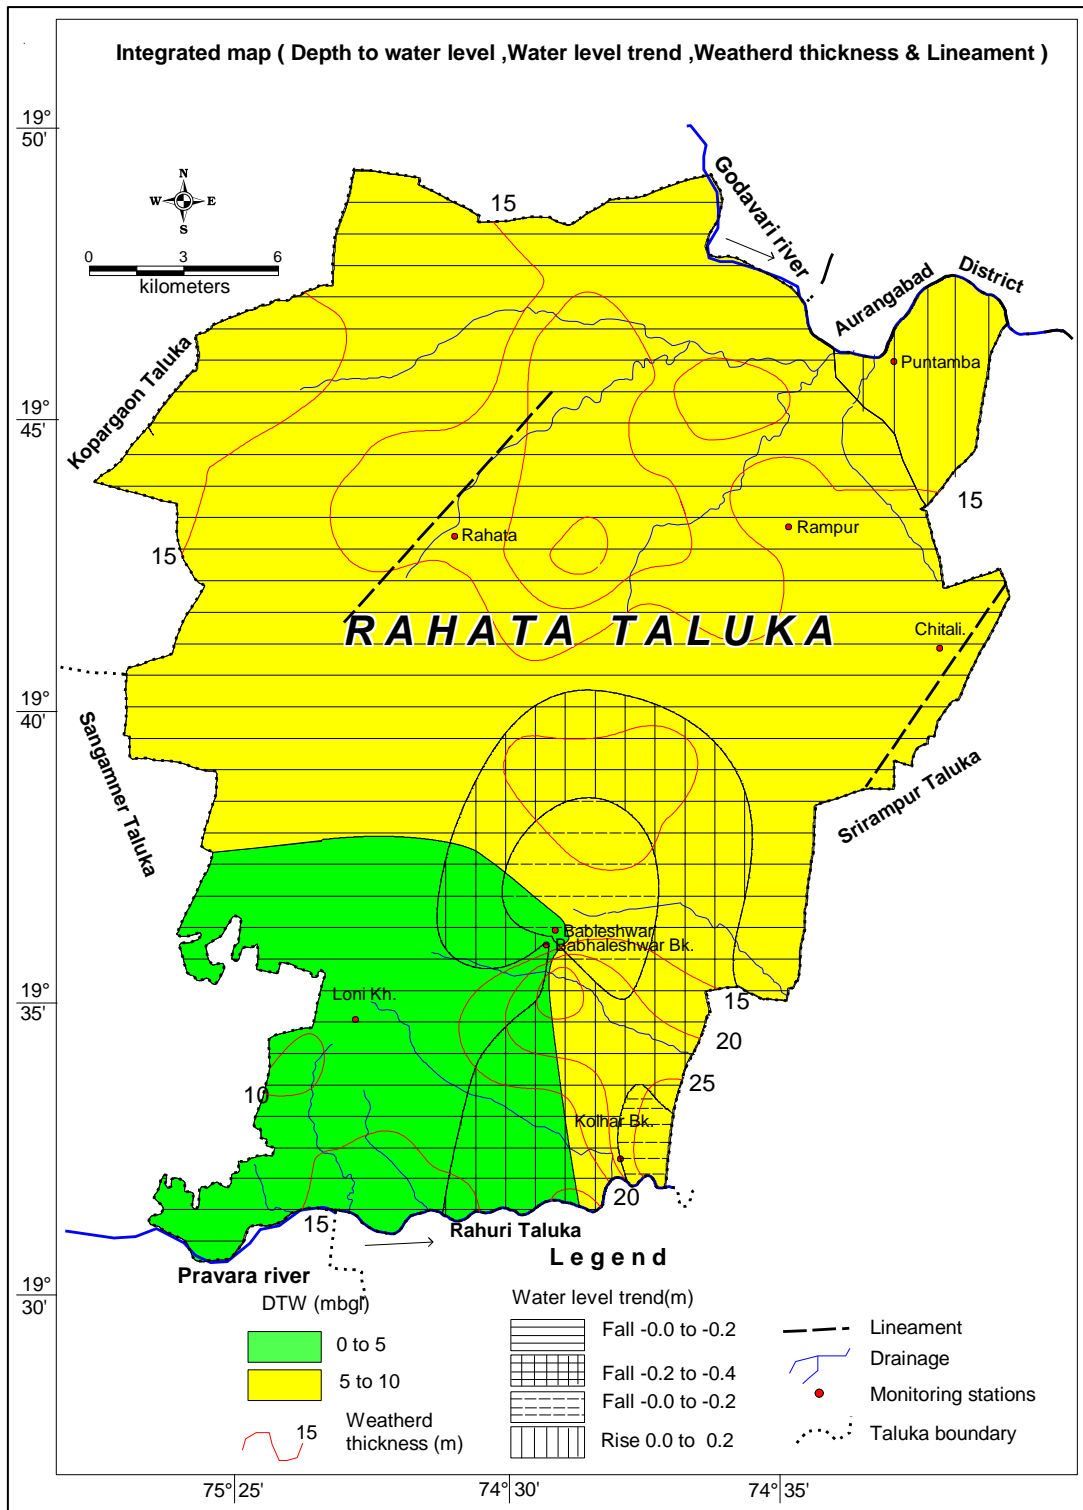 Integrated map ( Depth to water level ,Water level trend ,Weatherd thickness & Lineament )
19°
50'
N
W E
S
0 3 6
kilometers
15
Godavari river
Aurangabad District
Puntamba
Kopargaon Taluka
19°
45'
15
15
Rahata
Rampur
RAHATA TALUKA
Chitali.
19°
40'
Sangamner Taluka
Srirampur Taluka
Bableshwar
Babhaleshwar Bk.
19°
35'
Loni Kh.
15
20
25
10
Kolhar Bk.
20
15
Rahuri Taluka
Pravara river
19°
30'
Legend
DTW (mbgl)
0 to 5
5 to 10
15
Weatherd
thickness (m)
Water level trend(m)
Fall -0.0 to -0.2
Fall -0.2 to -0.4
Fall -0.0 to -0.2
Rise 0.0 to 0.2
Lineament
Drainage
Monitoring stations
Taluka boundary
75° 25' 74° 30' 74° 35'